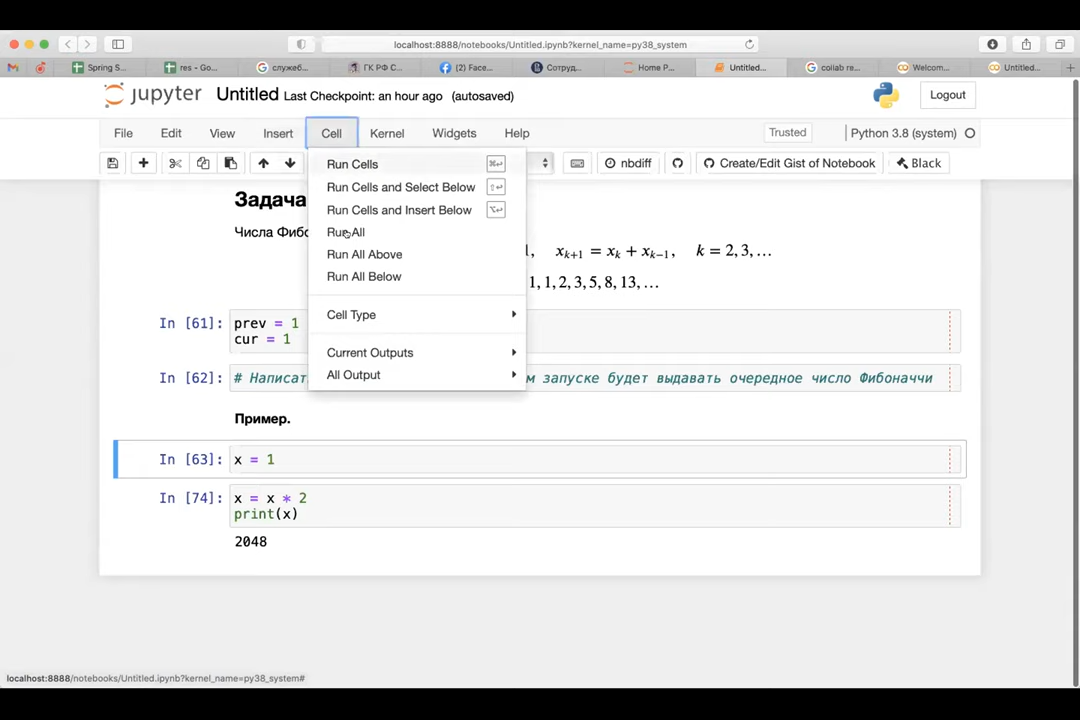 localhost:8888/notebooks/Untitled.ipynb?kernel_name=py38_system
Spring S...
res - Go...
служеб...
ГК РФ С...
(2) Face...
Сотруд...
Home P...
Untitled...
collab re...
Welcom...
Untitled...
jupyter Untitled Last Checkpoint: an hour ago (autosaved)
Logout
File Edit View Insert Cell Kernel Widgets Help
Trusted
Python 3.8 (system)
nbdiff
Create/Edit Gist of Notebook
Black
Run Cells ⌘↩
Run Cells and Select Below ⇧↩
Run Cells and Insert Below ⌥↩
Run All
Run All Above
Run All Below
Cell Type
Current Outputs
All Output
Задача
Числа Фибо
1, xₖ₊₁ = xₖ + xₖ₋₁, k = 2, 3, …
1, 1, 2, 3, 5, 8, 13, …
In [61]: prev = 1
cur = 1
In [62]: # Написат м запуске будет выдавать очередное число Фибоначчи
Пример.
In [63]: x = 1
In [74]: x = x * 2
print(x)
2048
localhost:8888/notebooks/Untitled.ipynb?kernel_name=py38_system#